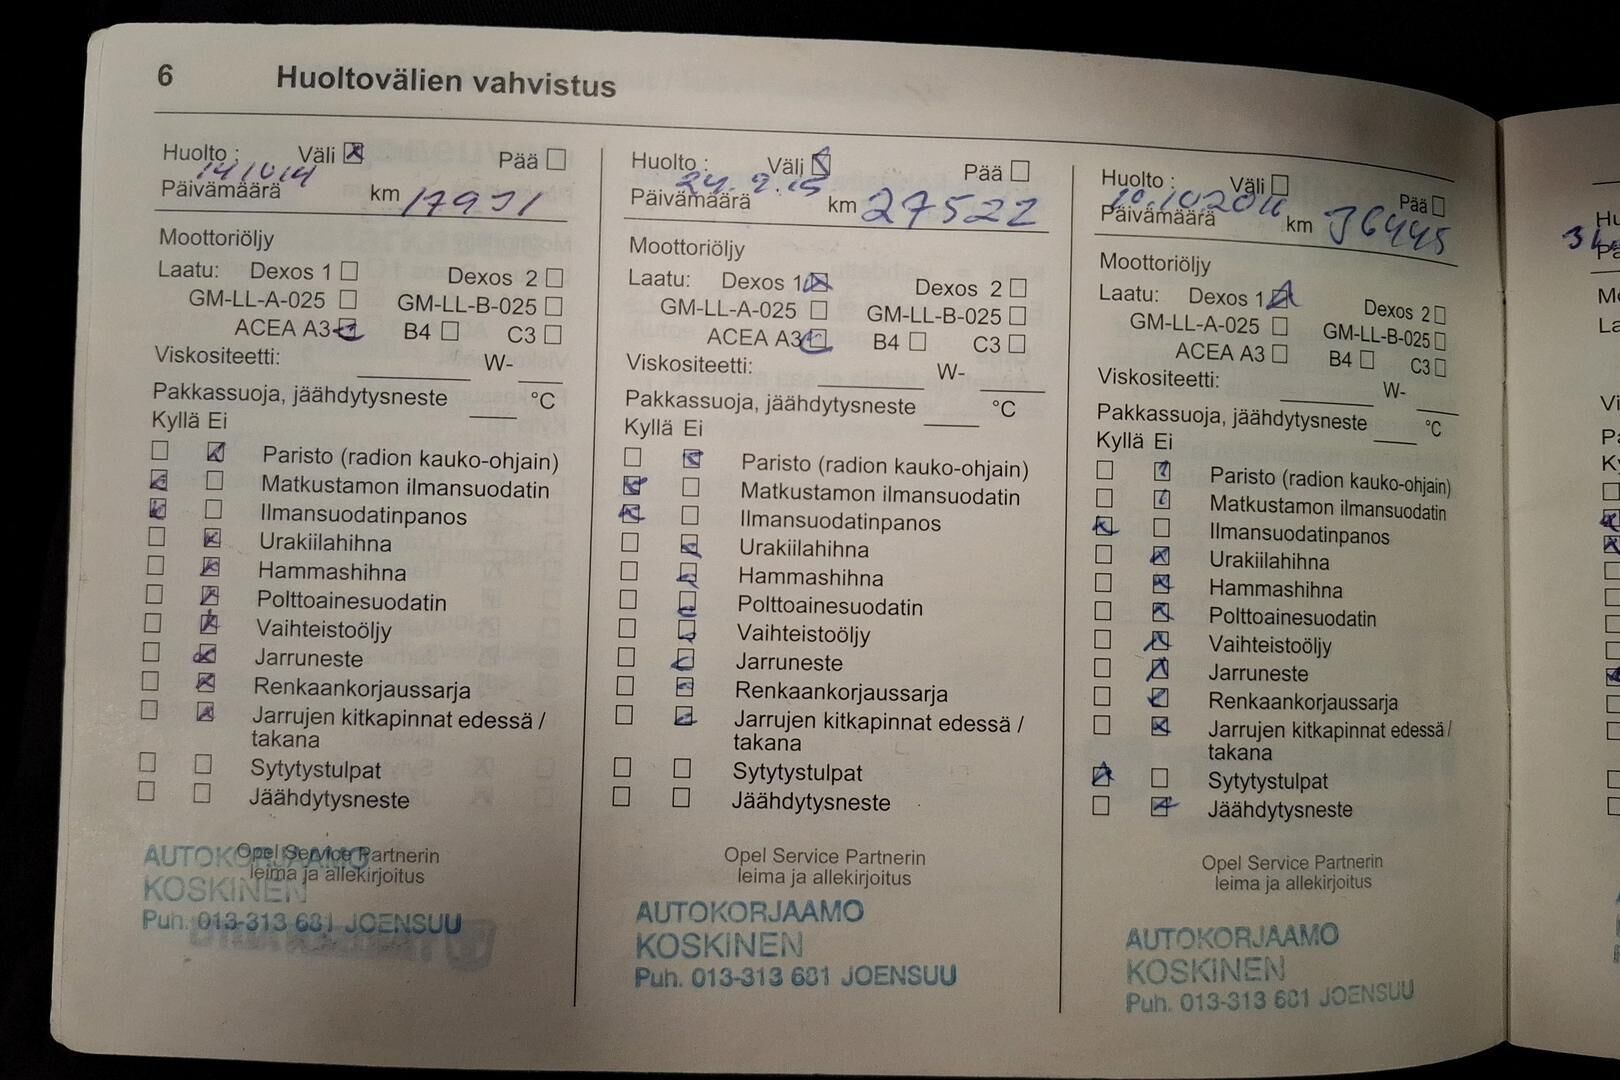 6 Huoltovälien vahvistus
Huolto : Väli Pää
14 10 14
Päivämäärä km 17951
Moottoriöljy
Laatu: Dexos 1 Dexos 2
GM-LL-A-025 GM-LL-B-025
ACEA A3 B4 C3
Viskositeetti: W-
Pakkassuoja, jäähdytysneste °C
Kyllä Ei
Paristo (radion kauko-ohjain)
Matkustamon ilmansuodatin
Ilmansuodatinpanos
Urakiilahihna
Hammashihna
Polttoainesuodatin
Vaihteistoöljy
Jarruneste
Renkaankorjaussarja
Jarrujen kitkapinnat edessä /
takana
Sytytystulpat
Jäähdytysneste
Opel Service Partnerin
leima ja allekirjoitus
AUTOKORJAAMO
KOSKINEN
Puh. 013-313 681 JOENSUU
Huolto : Väli Pää
24.9.15
Päivämäärä km 27522
Moottoriöljy
Laatu: Dexos 1 Dexos 2
GM-LL-A-025 GM-LL-B-025
ACEA A3 B4 C3
Viskositeetti: W-
Pakkassuoja, jäähdytysneste °C
Kyllä Ei
Paristo (radion kauko-ohjain)
Matkustamon ilmansuodatin
Ilmansuodatinpanos
Urakiilahihna
Hammashihna
Polttoainesuodatin
Vaihteistoöljy
Jarruneste
Renkaankorjaussarja
Jarrujen kitkapinnat edessä /
takana
Sytytystulpat
Jäähdytysneste
Opel Service Partnerin
leima ja allekirjoitus
AUTOKORJAAMO
KOSKINEN
Puh. 013-313 681 JOENSUU
Huolto : Väli Pää
10.10.2016
Päivämäärä km 36445
Moottoriöljy
Laatu: Dexos 1 Dexos 2
GM-LL-A-025 GM-LL-B-025
ACEA A3 B4 C3
Viskositeetti: W-
Pakkassuoja, jäähdytysneste °C
Kyllä Ei
Paristo (radion kauko-ohjain)
Matkustamon ilmansuodatin
Ilmansuodatinpanos
Urakiilahihna
Hammashihna
Polttoainesuodatin
Vaihteistoöljy
Jarruneste
Renkaankorjaussarja
Jarrujen kitkapinnat edessä /
takana
Sytytystulpat
Jäähdytysneste
Opel Service Partnerin
leima ja allekirjoitus
AUTOKORJAAMO
KOSKINEN
Puh. 013-313 681 JOENSUU